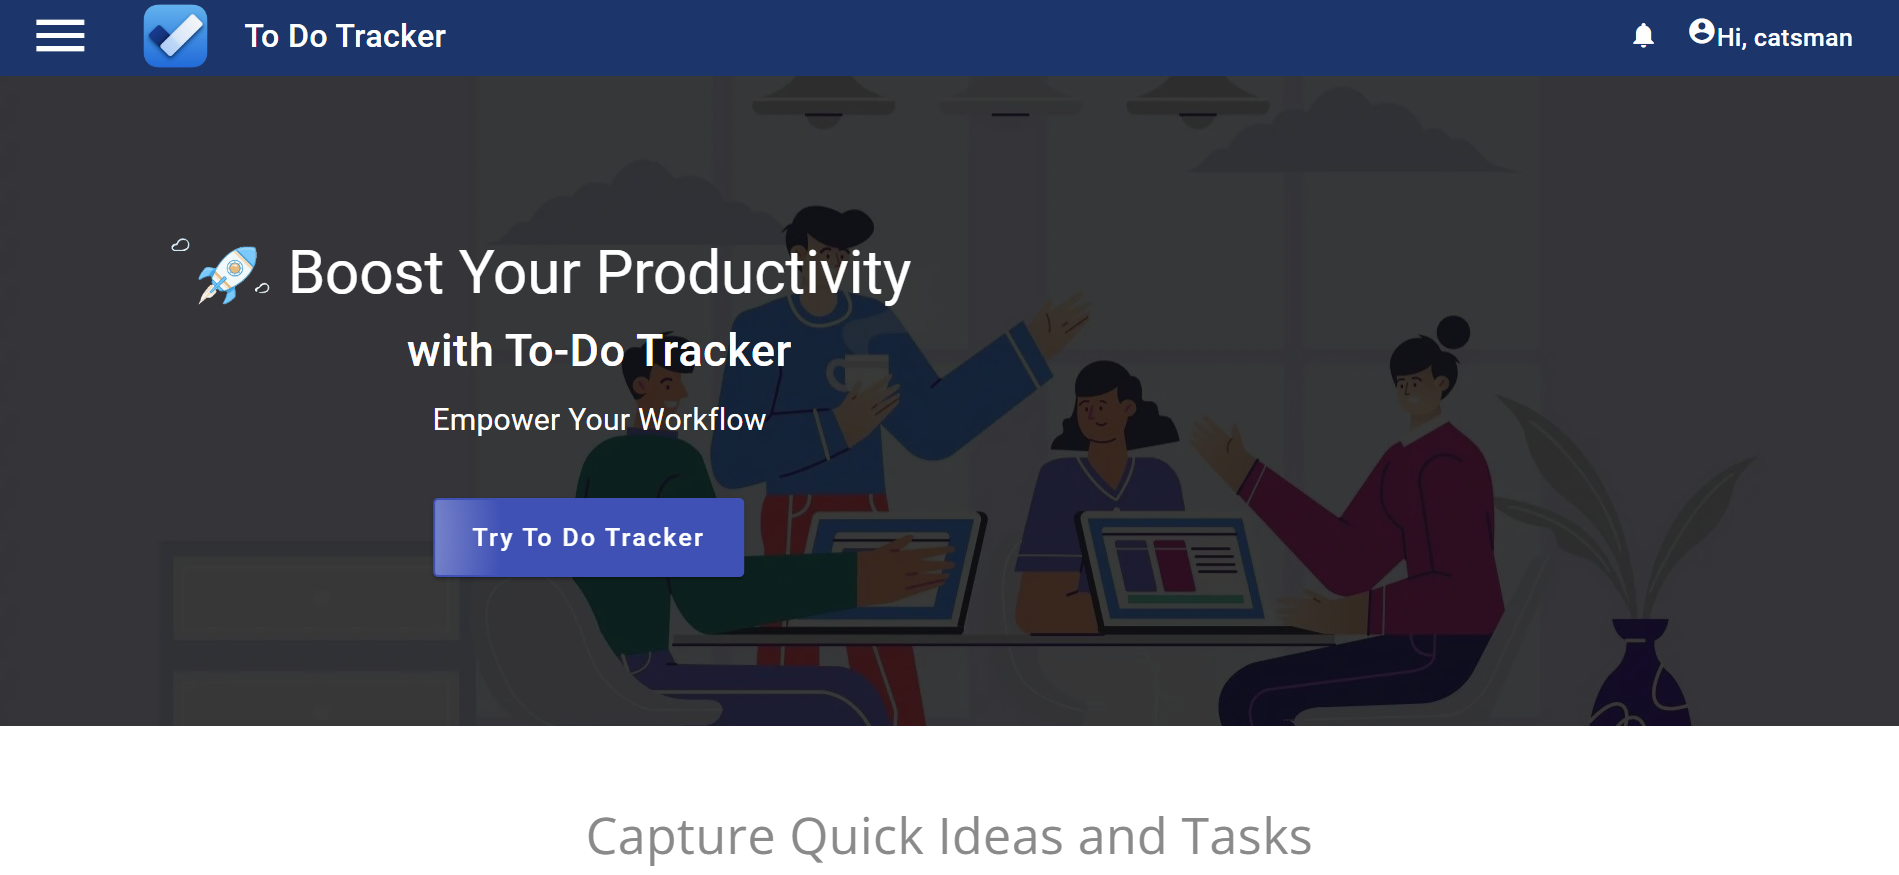 To Do Tracker
Hi, catsman
Boost Your Productivity
with To-Do Tracker
Empower Your Workflow
Try To Do Tracker
Capture Quick Ideas and Tasks